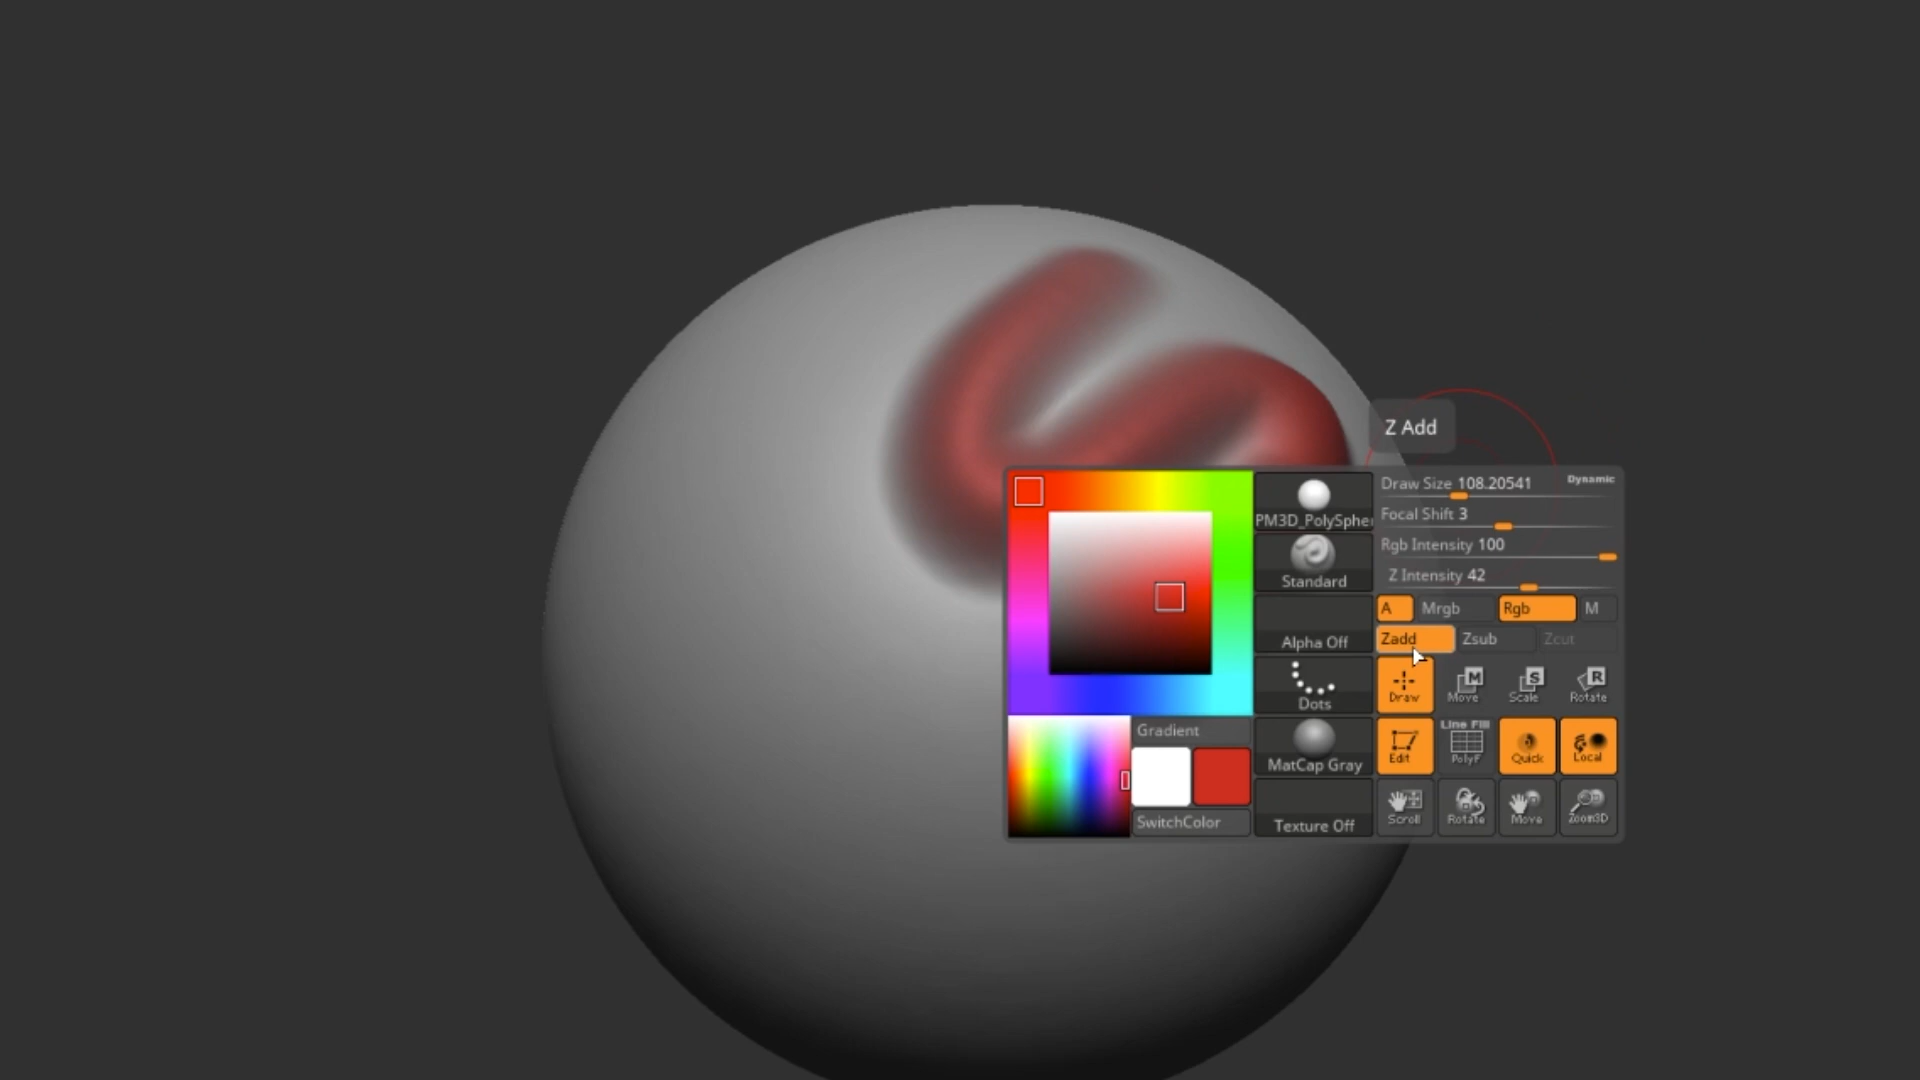 Z Add
Draw Size 108.20541 Dynamic
Focal Shift 3
Rgb Intensity 100
Z Intensity 42
A Mrgb Rgb M
Zadd Zsub Zcut
Draw Move Scale Rotate
Line Fill
Edit PolyF Quick Local
Scroll Rotate Move Zoom3D
PM3D_PolySpher
Standard
Alpha Off
Dots
MatCap Gray
Texture Off
Gradient
SwitchColor
M
S
R